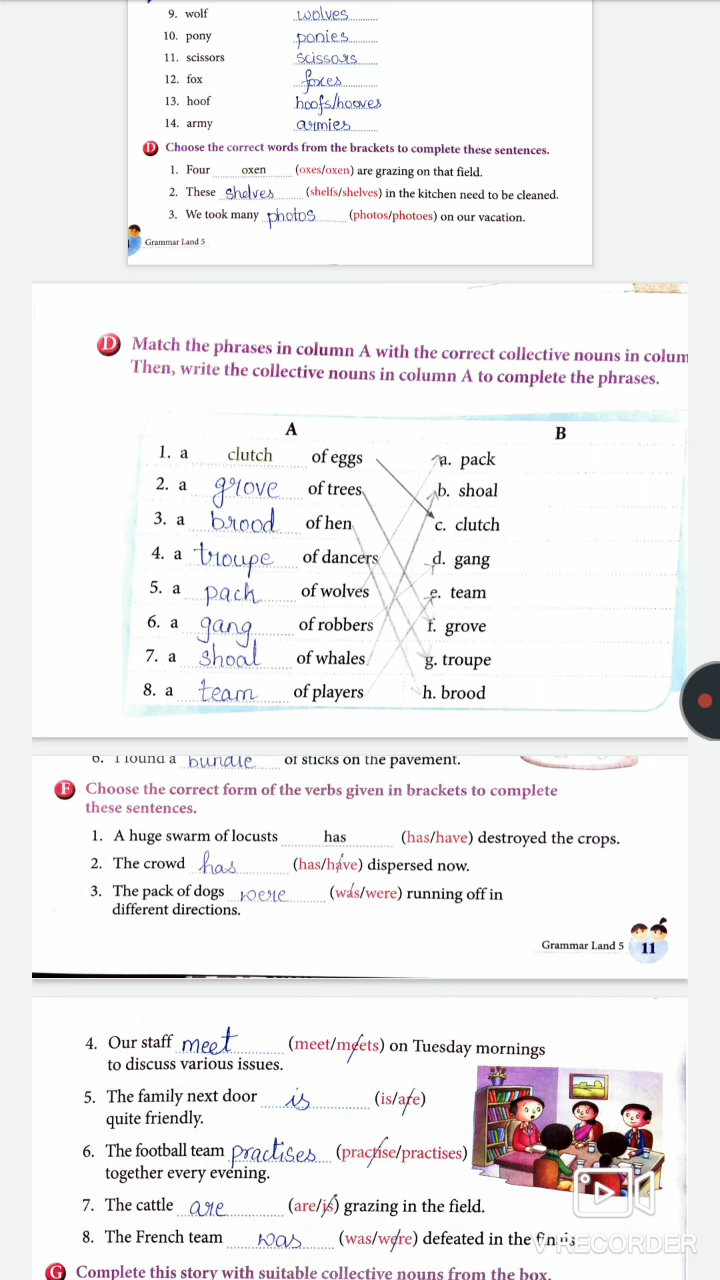 9. wolf wolves
10. pony ponies
11. scissors scissors
12. fox foxes
13. hoof hoofs/hooves
14. army armies
D Choose the correct words from the brackets to complete these sentences.
1. Four oxen (oxes/oxen) are grazing on that field.
2. These shelves (shelfs/shelves) in the kitchen need to be cleaned.
3. We took many photos (photos/photoes) on our vacation.
Grammar Land 5
D Match the phrases in column A with the correct collective nouns in colum
Then, write the collective nouns in column A to complete the phrases.
A B
1. a clutch of eggs a. pack
2. a grove of trees b. shoal
3. a brood of hen c. clutch
4. a troupe of dancers d. gang
5. a pach of wolves e. team
6. a gang of robbers f. grove
7. a shoal of whales g. troupe
8. a team of players h. brood
6. I found a bundle of sticks on the pavement.
F Choose the correct form of the verbs given in brackets to complete
these sentences.
1. A huge swarm of locusts has (has/have) destroyed the crops.
2. The crowd has (has/have) dispersed now.
3. The pack of dogs were (was/were) running off in
different directions.
Grammar Land 5 11
4. Our staff meet (meet/meets) on Tuesday mornings
to discuss various issues.
5. The family next door is (is/are)
quite friendly.
6. The football team practises (practise/practises)
together every evening.
7. The cattle are (are/is) grazing in the field.
8. The French team was (was/were) defeated in the finals
V RECORDER
G Complete this story with suitable collective nouns from the box.